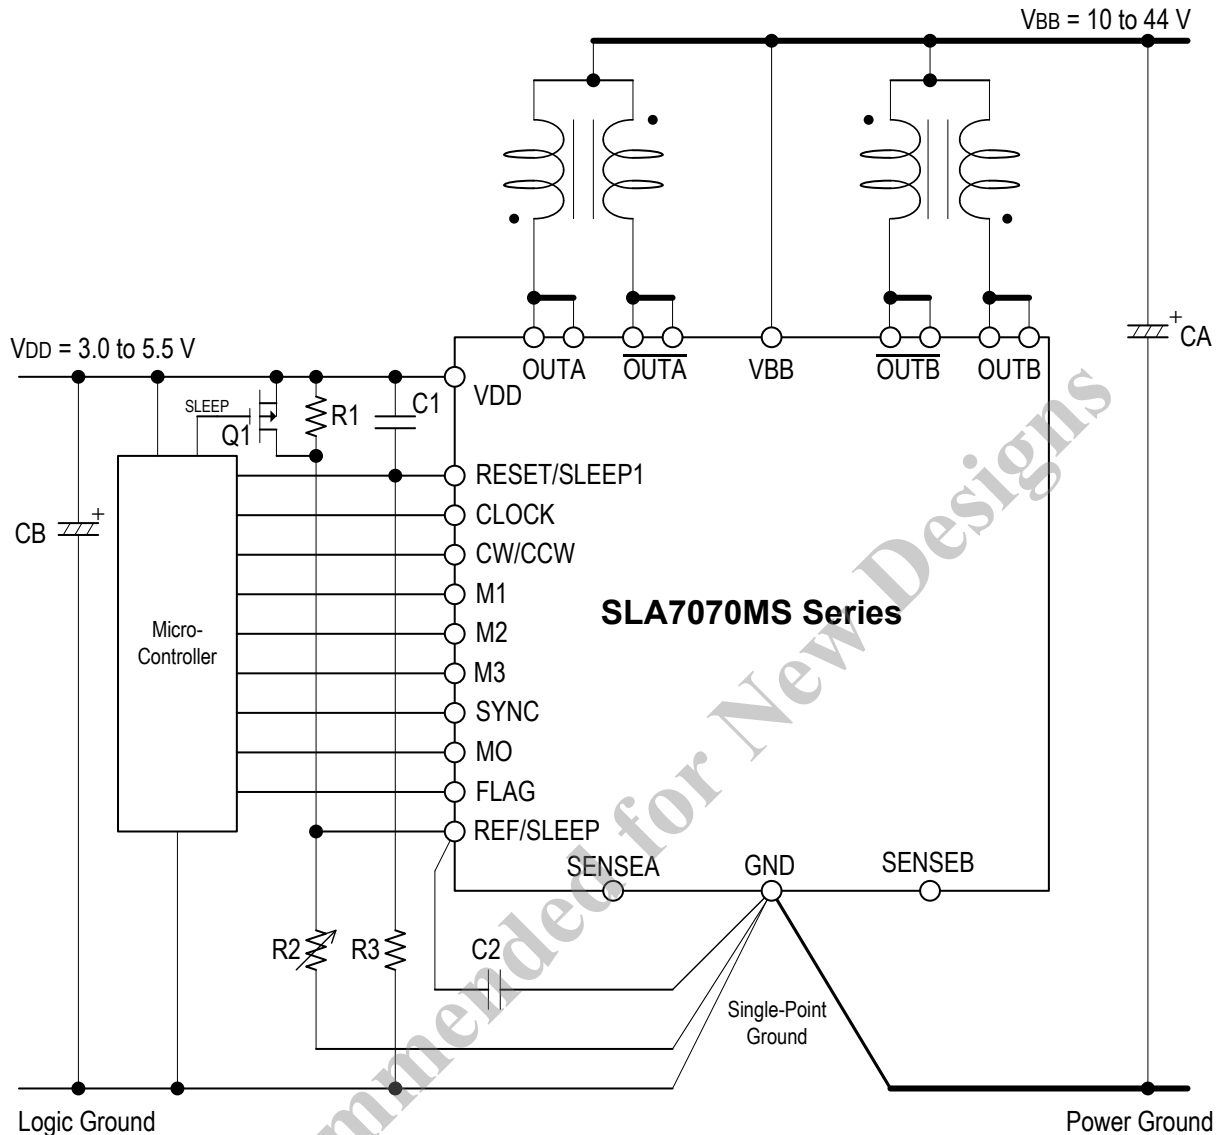 VBB = 10 to 44 V
CA
VDD = 3.0 to 5.5 V
OUTA
OUTA
VBB
OUTB
OUTB
VDD
SLEEP
Q1
R1
C1
RESET/SLEEP1
CLOCK
CW/CCW
M1
M2
M3
SYNC
MO
FLAG
REF/SLEEP
CB
Micro-
Controller
SLA7070MS Series
SENSEA
GND
SENSEB
R2
R3
C2
Single-Point
Ground
Logic Ground
Power Ground
mmended for New Designs